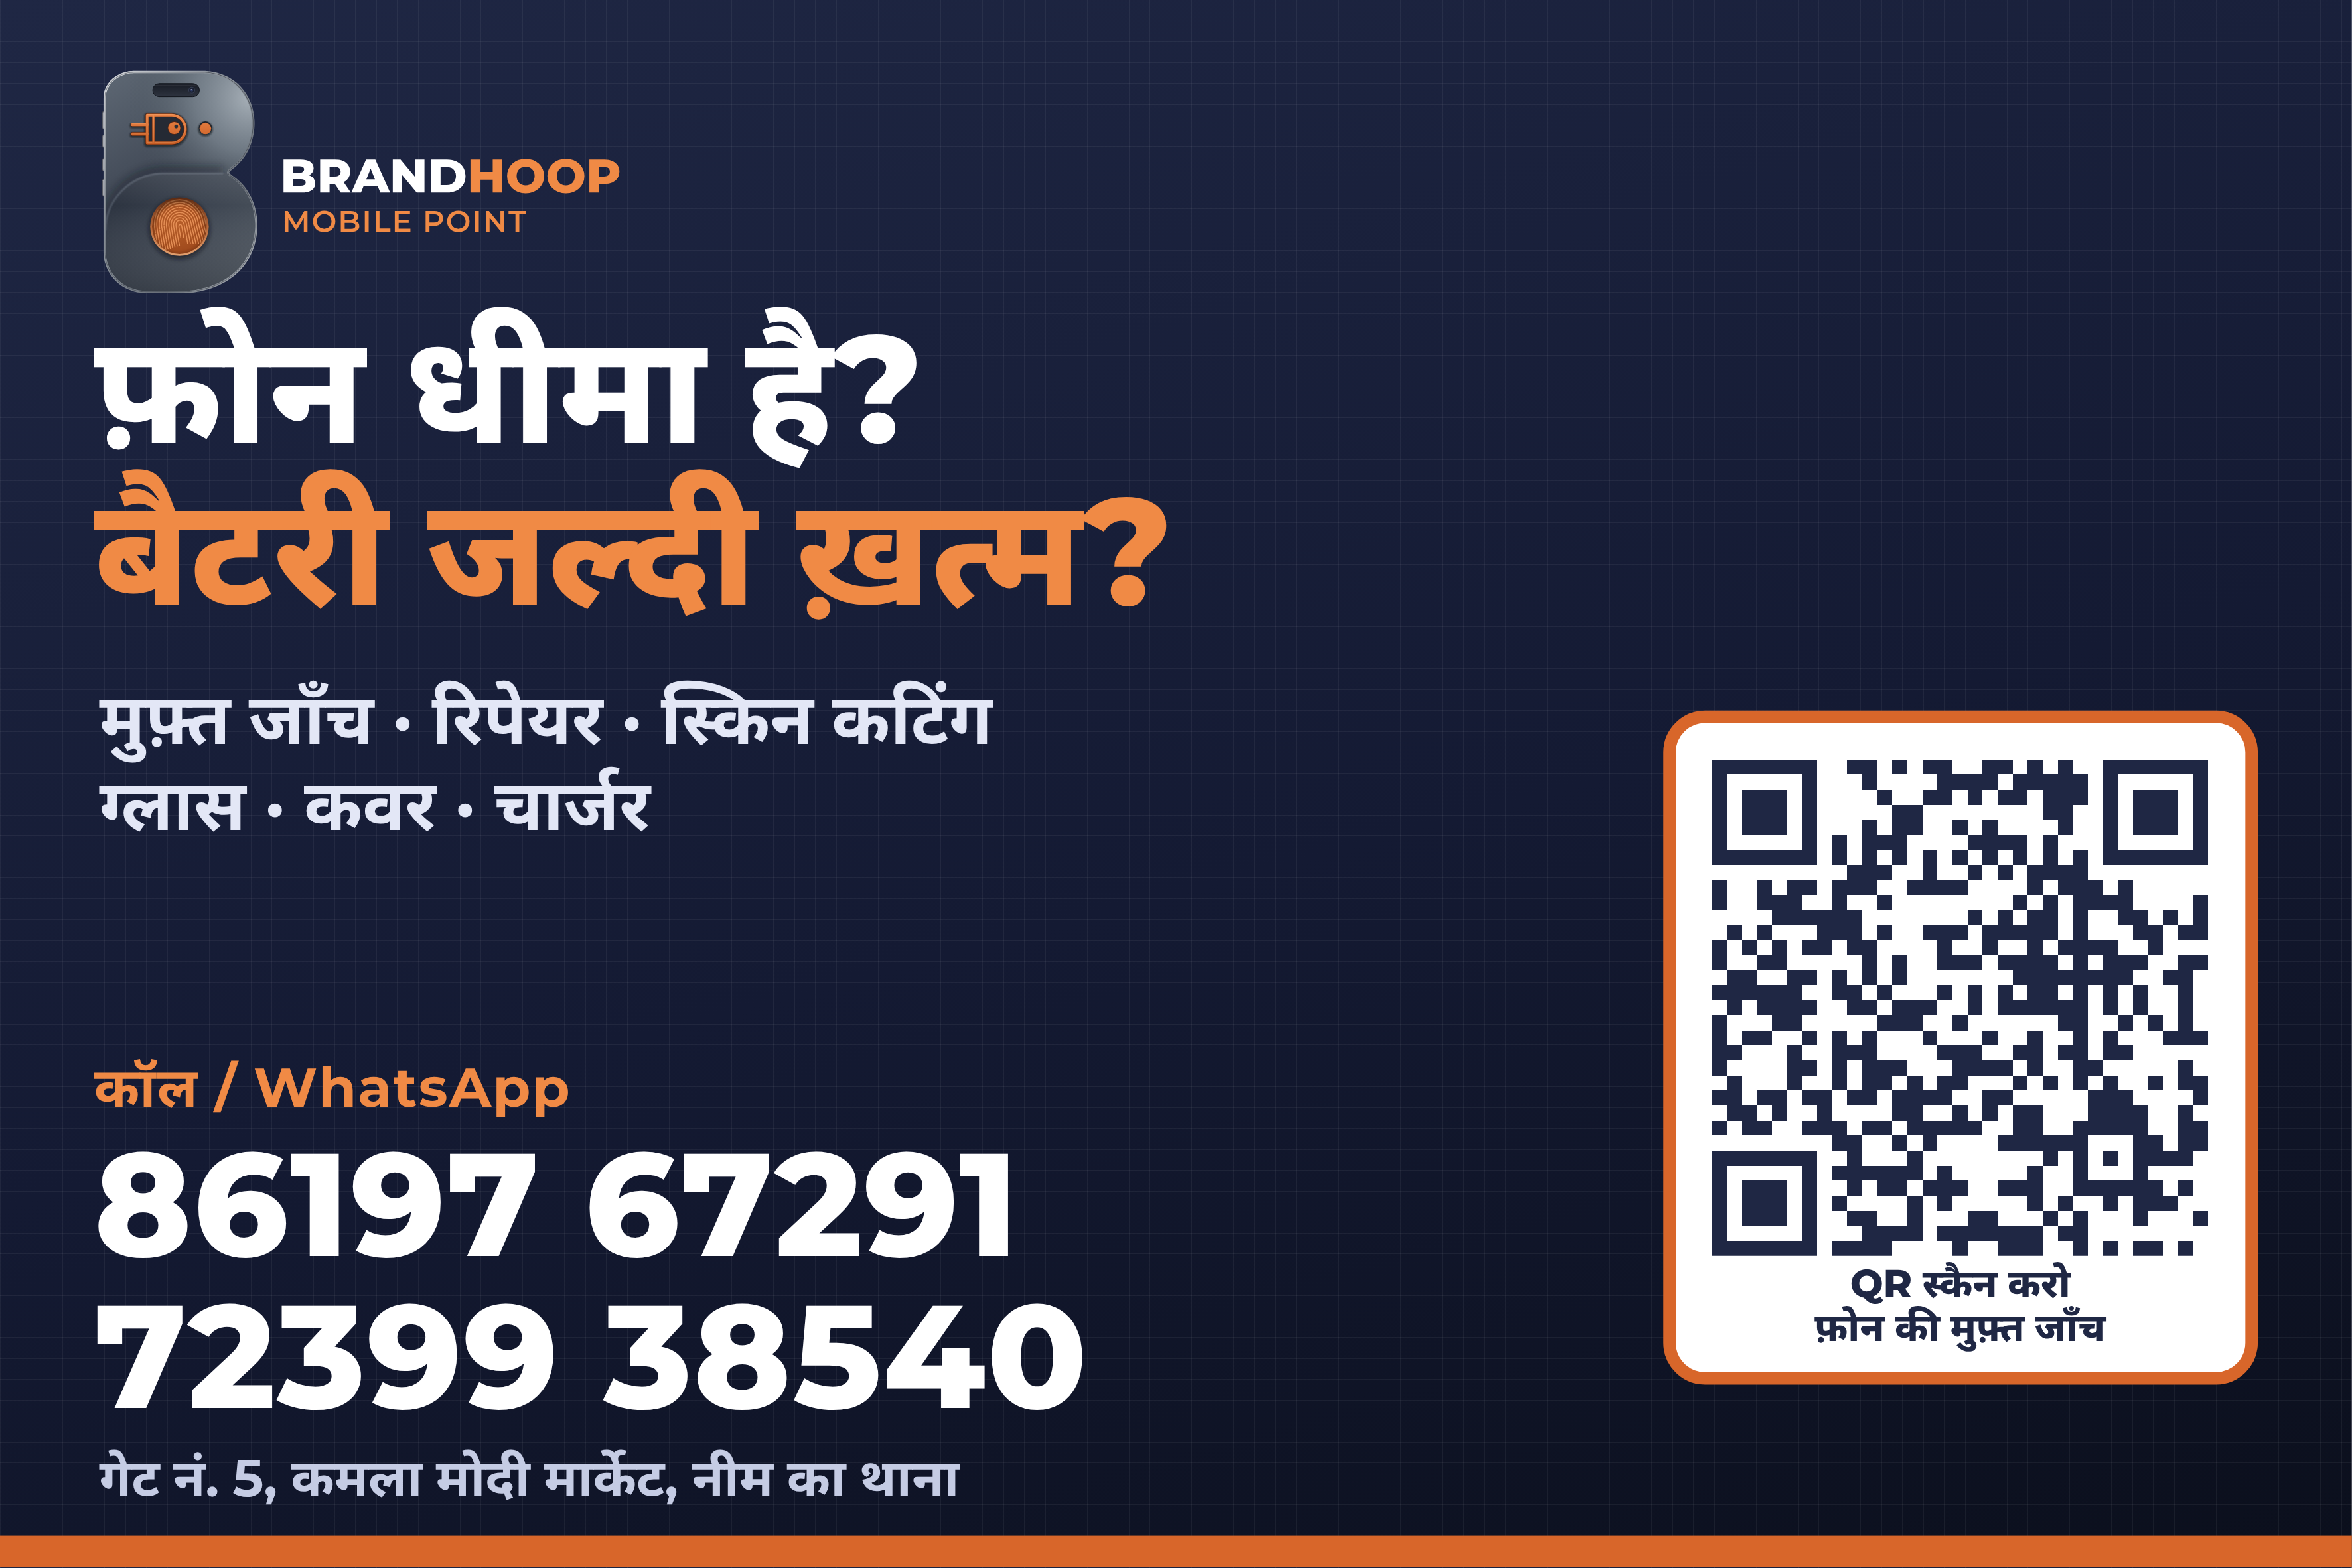 BRANDHOOP
MOBILE POINT
फ़ोन धीमा है?
बैटरी जल्दी ख़त्म?
मुफ़्त जाँच · रिपेयर · स्किन कटिंग
ग्लास · कवर · चार्जर
कॉल / WhatsApp
86197 67291
72399 38540
गेट नं. 5, कमला मोदी मार्केट, नीम का थाना
QR स्कैन करो
फ़ोन की मुफ़्त जाँच